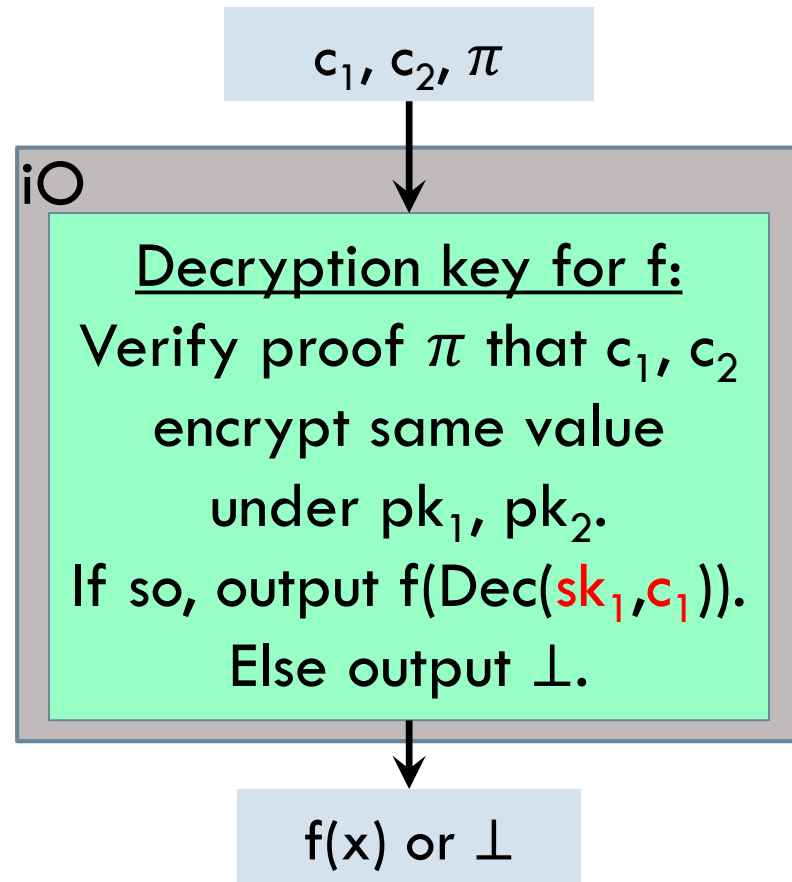 c₁, c₂, π
iO
Decryption key for f:
Verify proof π that c₁, c₂
encrypt same value
under pk₁, pk₂.
If so, output f(Dec(sk₁,c₁)).
Else output ⊥.
f(x) or ⊥